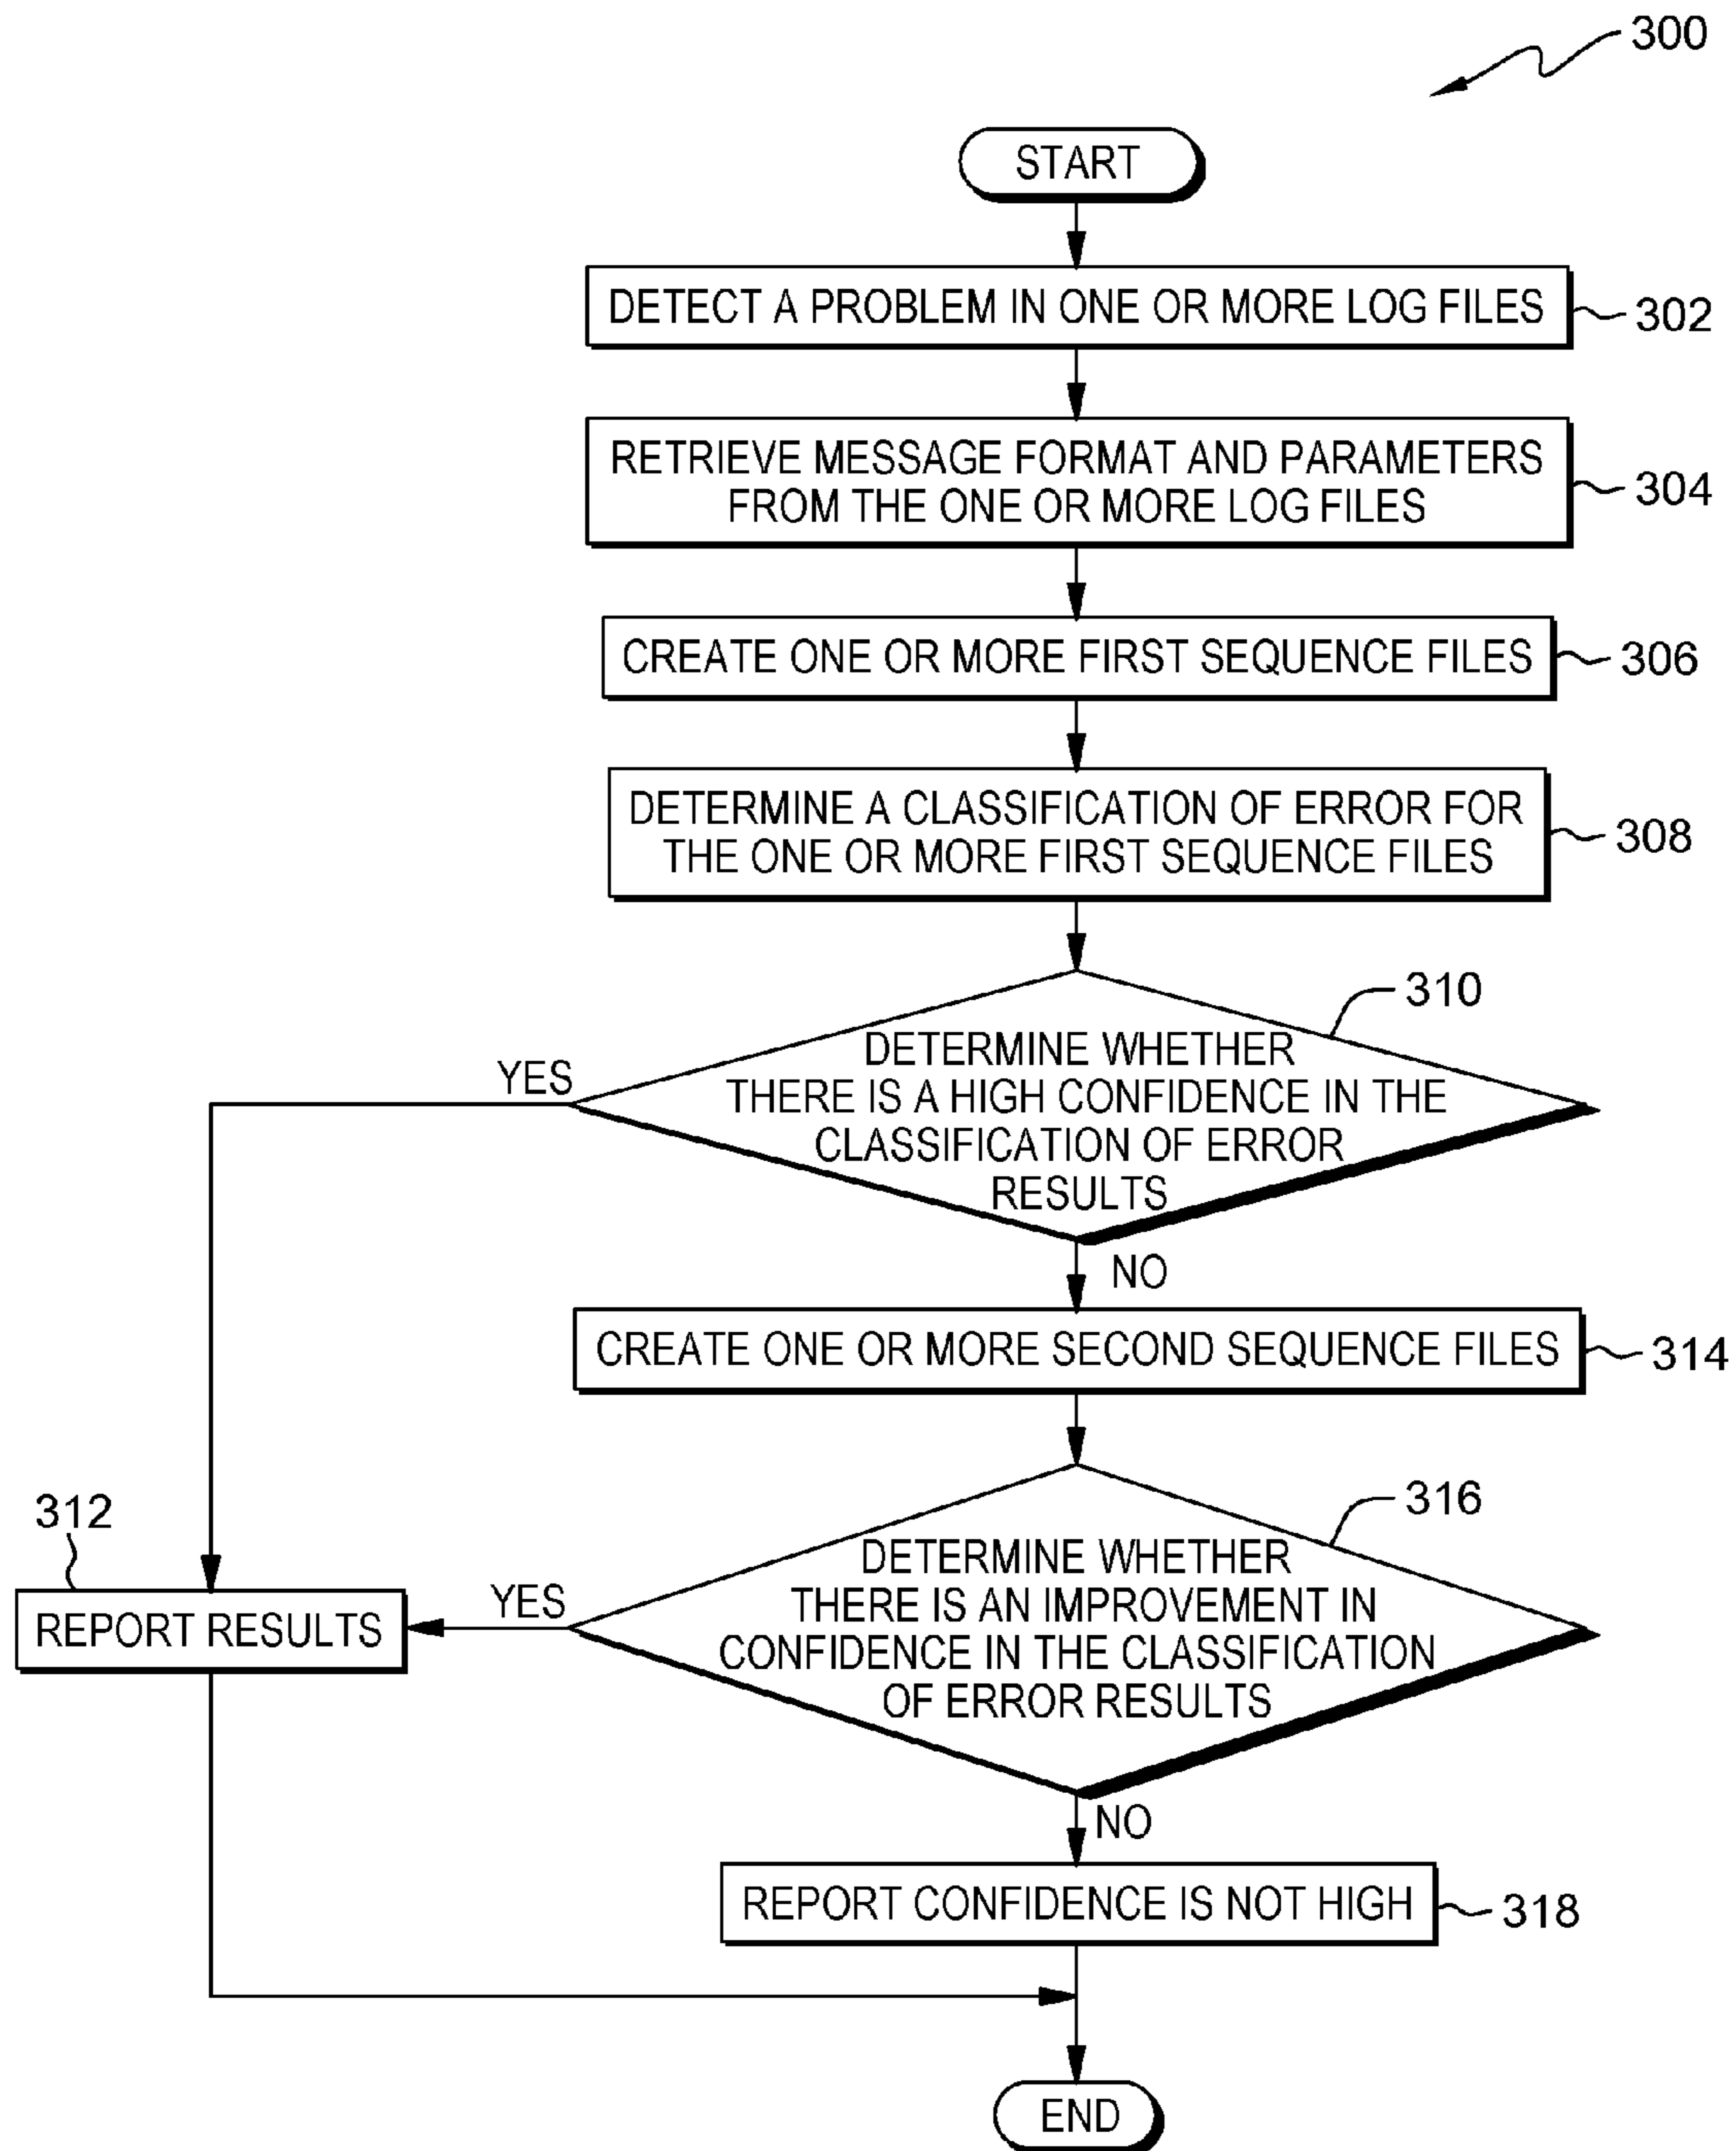 300
START
DETECT A PROBLEM IN ONE OR MORE LOG FILES
302
RETRIEVE MESSAGE FORMAT AND PARAMETERS
FROM THE ONE OR MORE LOG FILES
304
CREATE ONE OR MORE FIRST SEQUENCE FILES
306
DETERMINE A CLASSIFICATION OF ERROR FOR
THE ONE OR MORE FIRST SEQUENCE FILES
308
310
DETERMINE WHETHER
THERE IS A HIGH CONFIDENCE IN THE
CLASSIFICATION OF ERROR
RESULTS
YES
NO
CREATE ONE OR MORE SECOND SEQUENCE FILES
314
316
DETERMINE WHETHER
THERE IS AN IMPROVEMENT IN
CONFIDENCE IN THE CLASSIFICATION
OF ERROR RESULTS
YES
312
REPORT RESULTS
NO
REPORT CONFIDENCE IS NOT HIGH
318
END